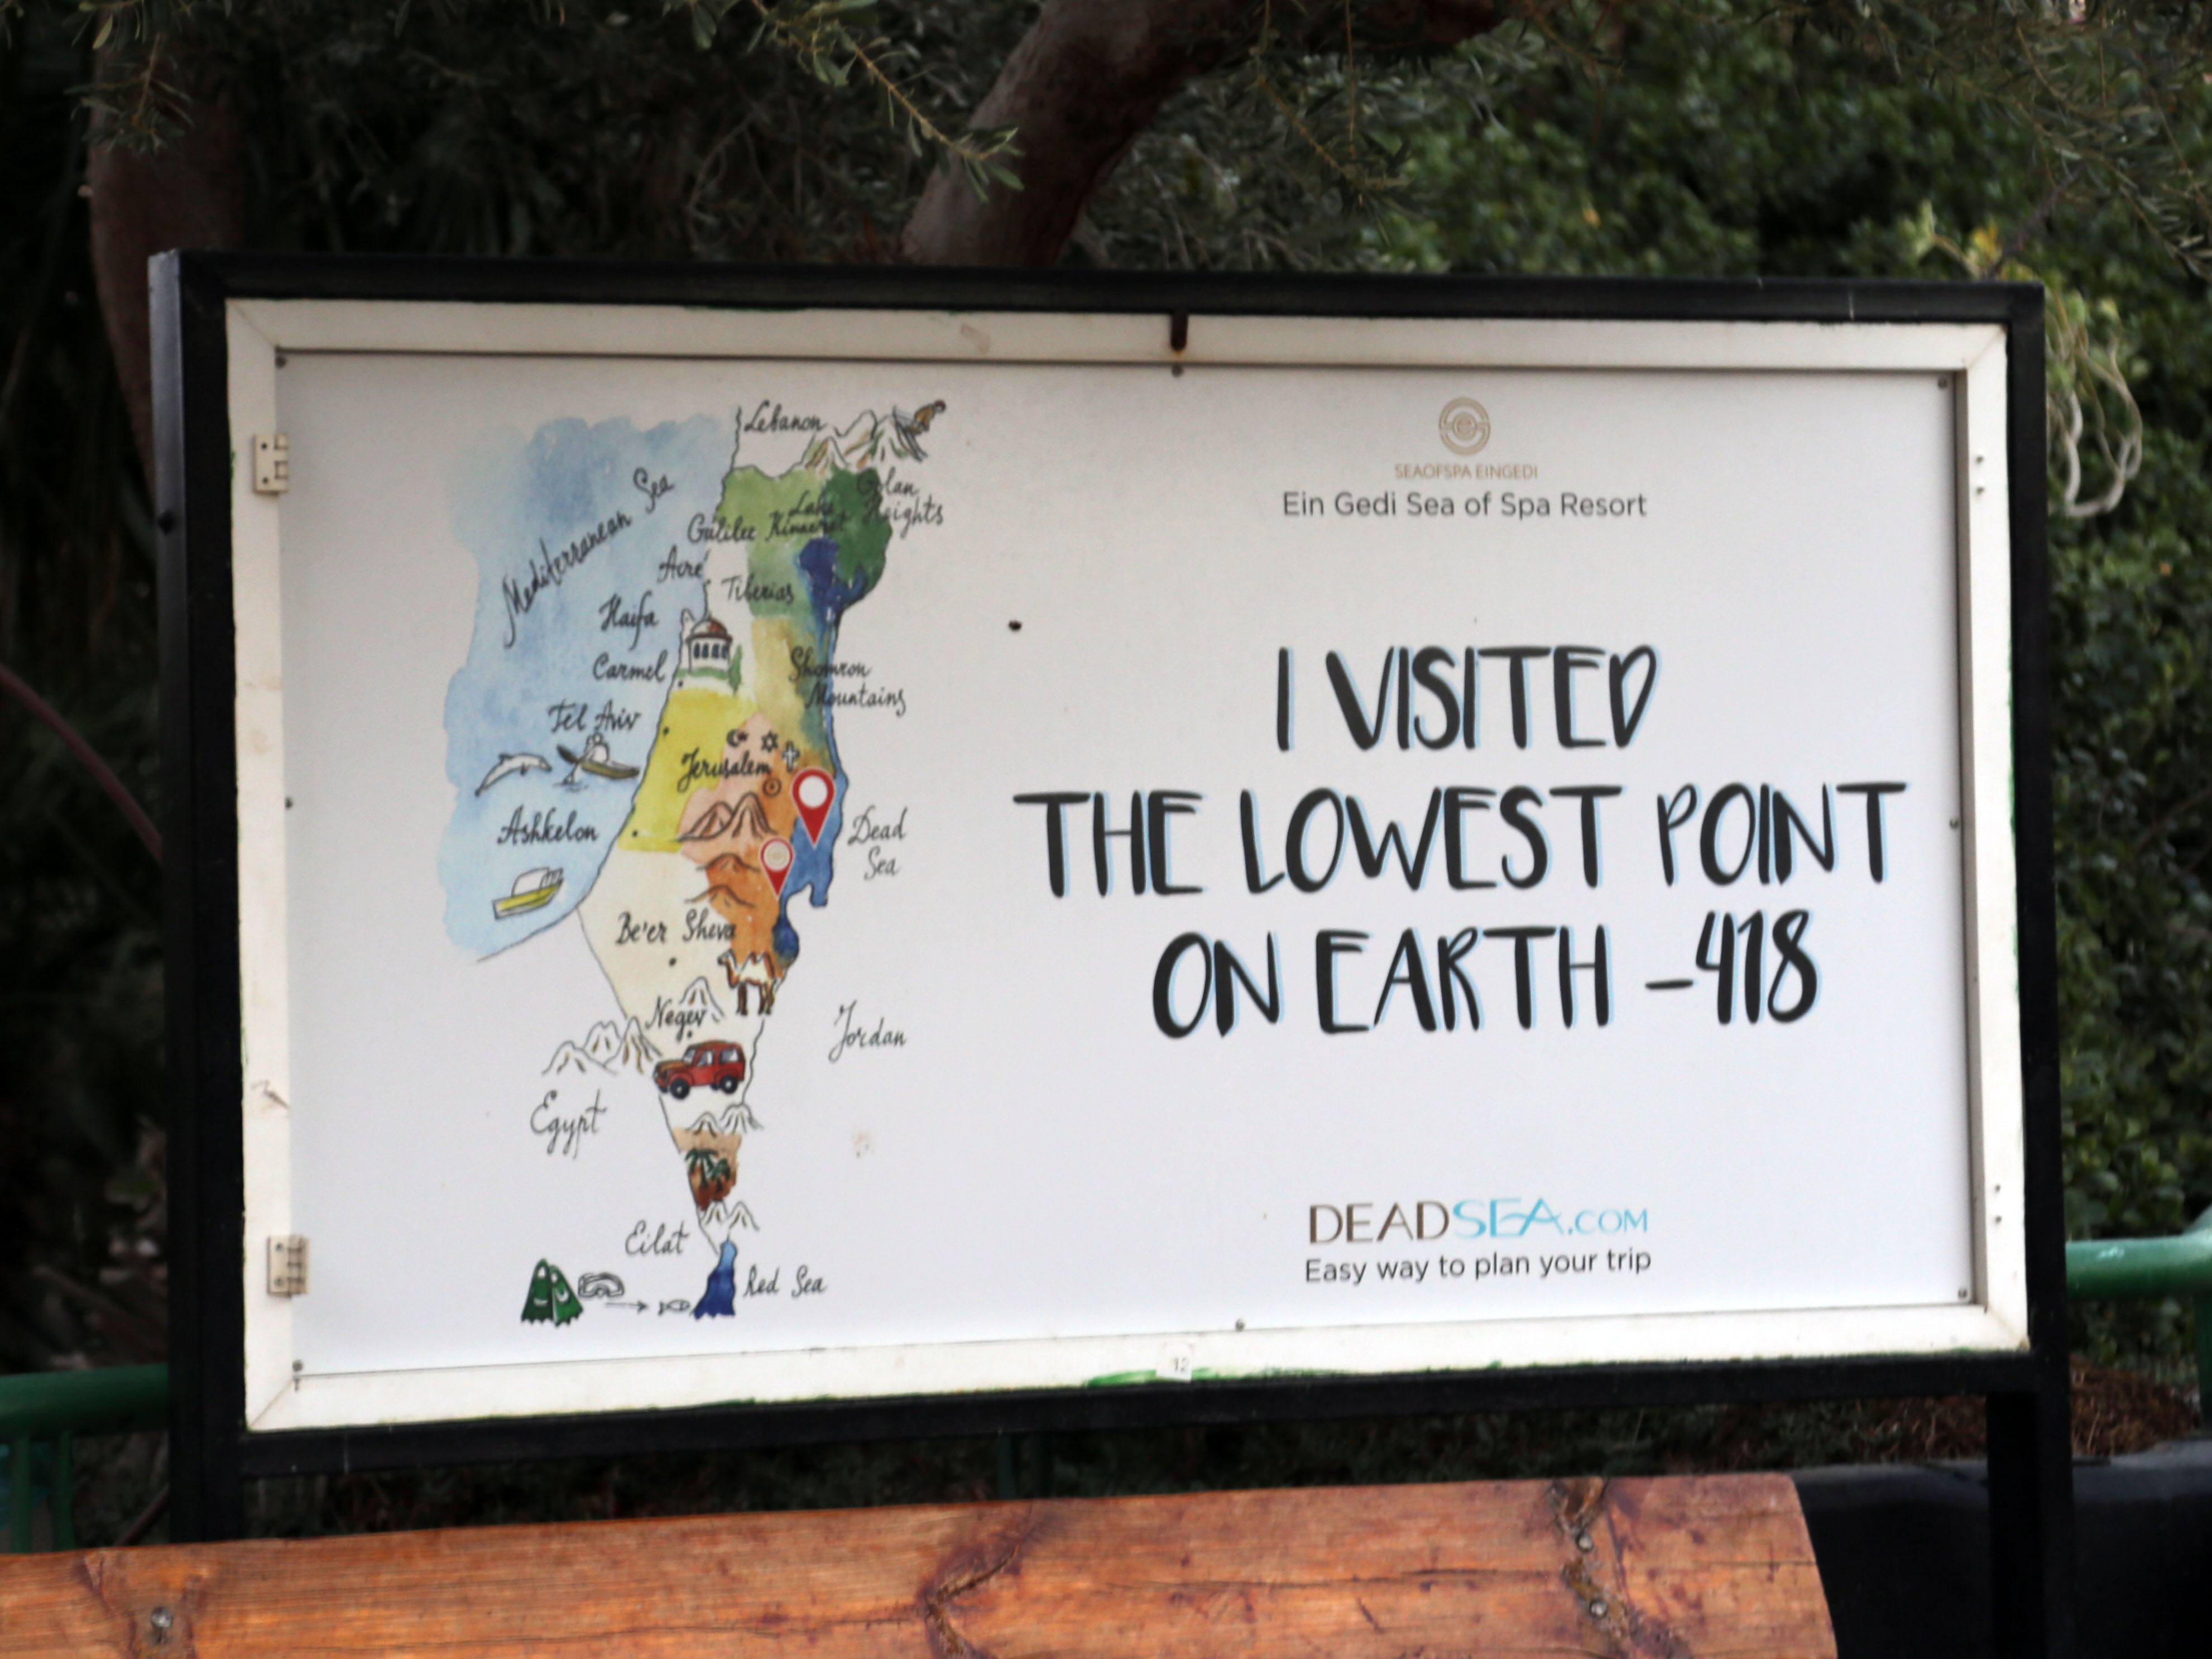 Lebanon
Mediterranean Sea
Golan
Heights
Lake
Kinneret
Galilee
Acre
Tiberias
Haifa
Carmel
Shomron
Mountains
Tel Aviv
Jerusalem
Dead
Sea
Ashkelon
Be'er Sheva
Negev
Jordan
Egypt
Eilat
Red Sea
SEAOFSPA EINGEDI
Ein Gedi Sea of Spa Resort
I VISITED
THE LOWEST POINT
ON EARTH -418
DEADSEA.COM
Easy way to plan your trip
12